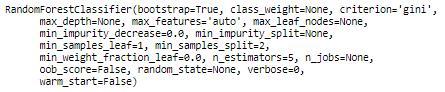 RandomForestClassifier(bootstrap=True, class_weight=None, criterion='gini',
max_depth=None, max_features='auto', max_leaf_nodes=None,
min_impurity_decrease=0.0, min_impurity_split=None,
min_samples_leaf=1, min_samples_split=2,
min_weight_fraction_leaf=0.0, n_estimators=5, n_jobs=None,
oob_score=False, random_state=None, verbose=0,
warm_start=False)